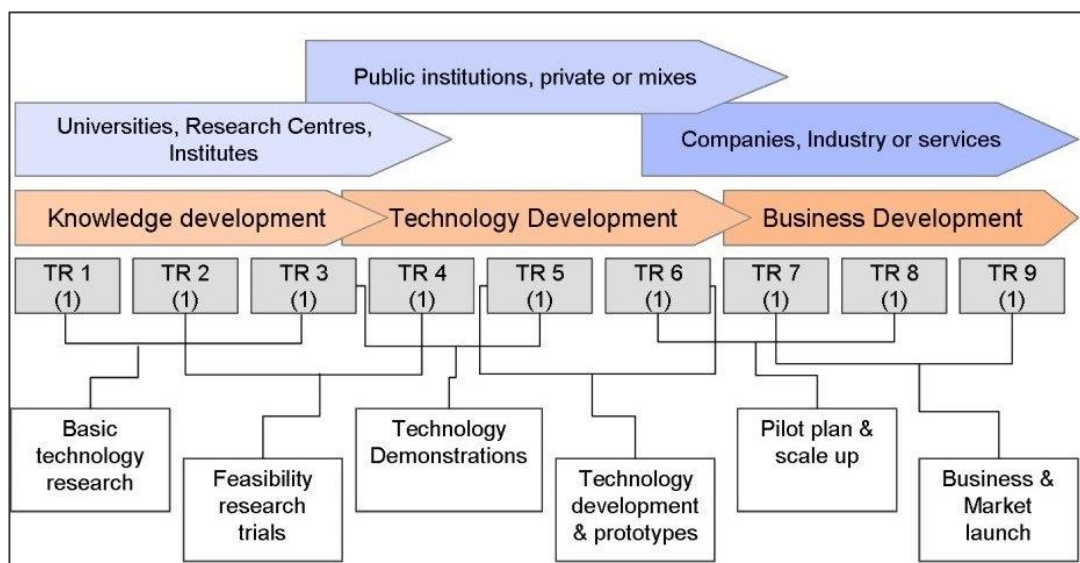 Public institutions, private or mixes
Universities, Research Centres,
Institutes
Companies, Industry or services
Knowledge development
Technology Development
Business Development
TR 1
(1)
TR 2
(1)
TR 3
(1)
TR 4
(1)
TR 5
(1)
TR 6
(1)
TR 7
(1)
TR 8
(1)
TR 9
(1)
Basic
technology
research
Feasibility
research
trials
Technology
Demonstrations
Technology
development
& prototypes
Pilot plan &
scale up
Business &
Market
launch